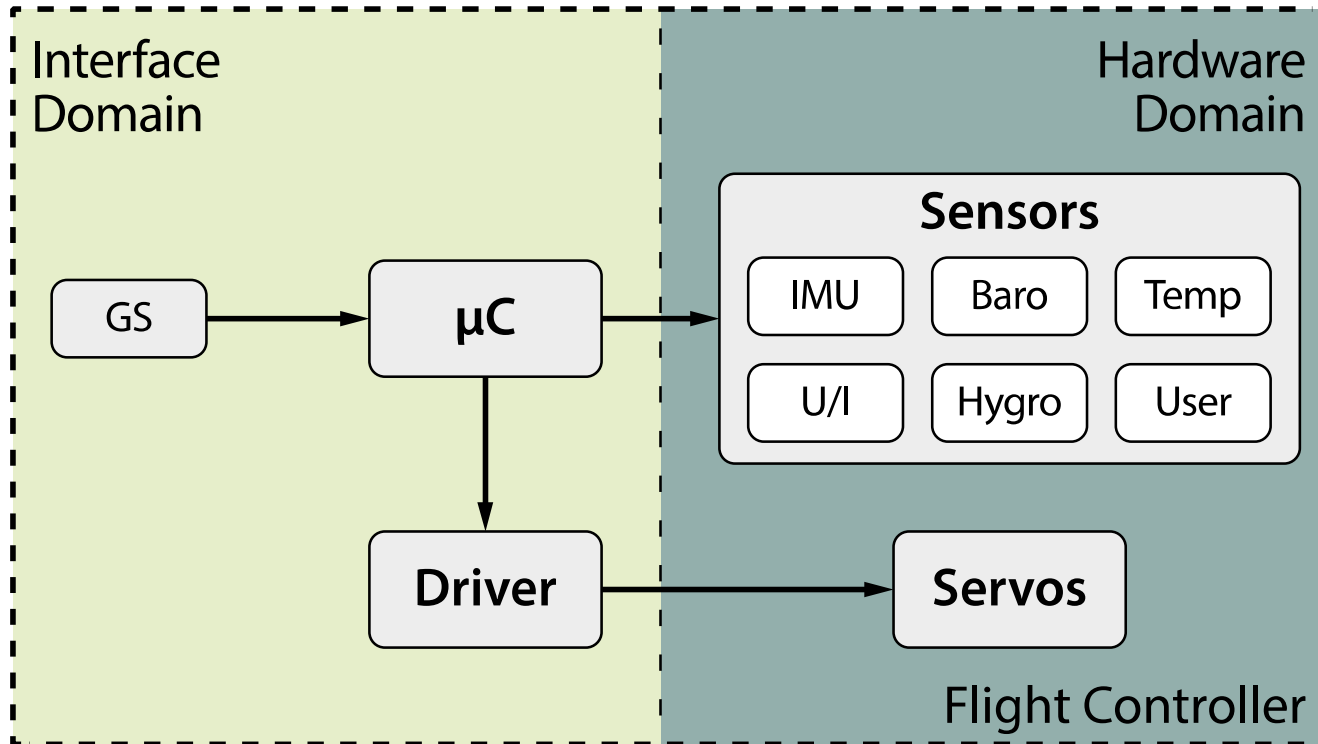 Interface
Domain
Hardware
Domain
Sensors
IMU
Baro
Temp
GS
µC
U/I
Hygro
User
Driver
Servos
Flight Controller